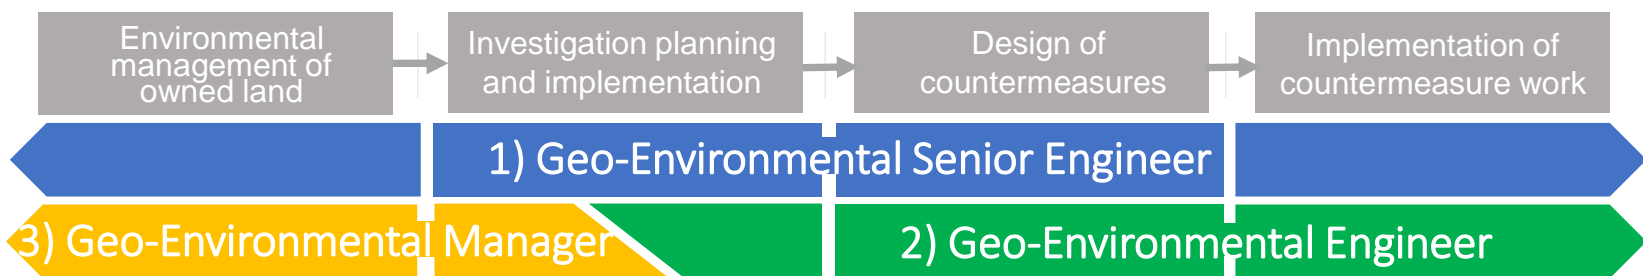 Environmental
management of
owned land
Investigation planning
and implementation
Design of
countermeasures
Implementation of
countermeasure work
1) Geo-Environmental Senior Engineer
3) Geo-Environmental Manager
2) Geo-Environmental Engineer